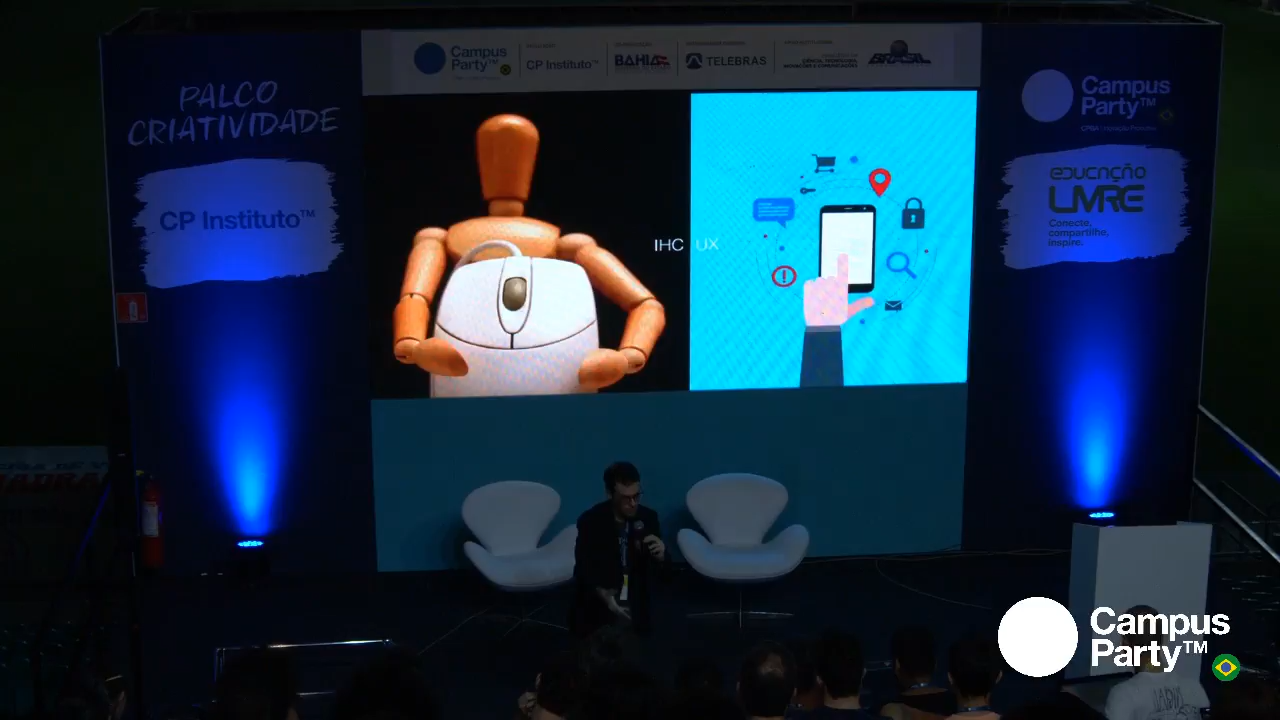 PALCO
CRIATIVIDADE
CP Instituto™
Campus
Party™
CP Instituto™
BAHIA
TELEBRAS
BRASIL
IHC UX
Campus
Party™
EDUCAÇÃO
LIVRE
Conecte,
compartilhe,
inspire.
Campus
Party™